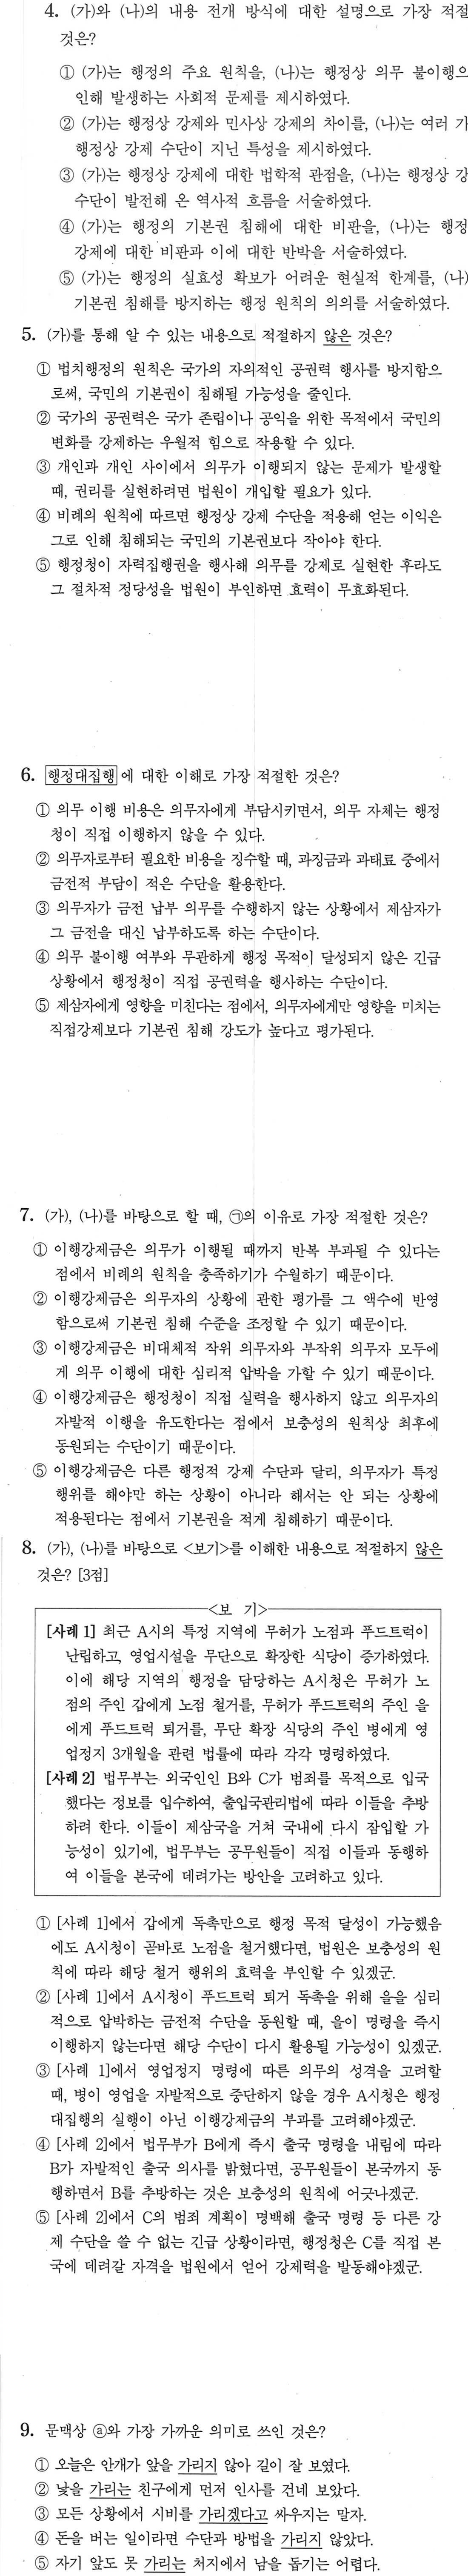 4. (가)와 (나)의 내용 전개 방식에 대한 설명으로 가장 적절
것은?
① (가)는 행정의 주요 원칙을, (나)는 행정상 의무 불이행으
인해 발생하는 사회적 문제를 제시하였다.
② (가)는 행정상 강제와 민사상 강제의 차이를, (나)는 여러 가
행정상 강제 수단이 지닌 특성을 제시하였다.
③ (가)는 행정상 강제에 대한 법학적 관점을, (나)는 행정상 강
수단이 발전해 온 역사적 흐름을 서술하였다.
④ (가)는 행정의 기본권 침해에 대한 비판을, (나)는 행정
강제에 대한 비판과 이에 대한 반박을 서술하였다.
⑤ (가)는 행정의 실효성 확보가 어려운 현실적 한계를, (나)
기본권 침해를 방지하는 행정 원칙의 의의를 서술하였다.
5. (가)를 통해 알 수 있는 내용으로 적절하지 않은 것은?
① 법치행정의 원칙은 국가의 자의적인 공권력 행사를 방지함으
로써, 국민의 기본권이 침해될 가능성을 줄인다.
② 국가의 공권력은 국가 존립이나 공익을 위한 목적에서 국민의
변화를 강제하는 우월적 힘으로 작용할 수 있다.
③ 개인과 개인 사이에서 의무가 이행되지 않는 문제가 발생할
때, 권리를 실현하려면 법원이 개입할 필요가 있다.
④ 비례의 원칙에 따르면 행정상 강제 수단을 적용해 얻는 이익은
그로 인해 침해되는 국민의 기본권보다 작아야 한다.
⑤ 행정청이 자력집행권을 행사해 의무를 강제로 실현한 후라도
그 절차적 정당성을 법원이 부인하면 효력이 무효화된다.
6. 행정대집행에 대한 이해로 가장 적절한 것은?
① 의무 이행 비용은 의무자에게 부담시키면서, 의무 자체는 행정
청이 직접 이행하지 않을 수 있다.
② 의무자로부터 필요한 비용을 징수할 때, 과징금과 과태료 중에서
금전적 부담이 적은 수단을 활용한다.
③ 의무자가 금전 납부 의무를 수행하지 않는 상황에서 제삼자가
그 금전을 대신 납부하도록 하는 수단이다.
④ 의무 불이행 여부와 무관하게 행정 목적이 달성되지 않은 긴급
상황에서 행정청이 직접 공권력을 행사하는 수단이다.
⑤ 제삼자에게 영향을 미친다는 점에서, 의무자에게만 영향을 미치는
직접강제보다 기본권 침해 강도가 높다고 평가된다.
7. (가), (나)를 바탕으로 할 때, ㉠의 이유로 가장 적절한 것은?
① 이행강제금은 의무가 이행될 때까지 반복 부과될 수 있다는
점에서 비례의 원칙을 충족하기가 수월하기 때문이다.
② 이행강제금은 의무자의 상황에 관한 평가를 그 액수에 반영
함으로써 기본권 침해 수준을 조정할 수 있기 때문이다.
③ 이행강제금은 비대체적 작위 의무자와 부작위 의무자 모두에
게 의무 이행에 대한 심리적 압박을 가할 수 있기 때문이다.
④ 이행강제금은 행정청이 직접 실력을 행사하지 않고 의무자의
자발적 이행을 유도한다는 점에서 보충성의 원칙상 최후에
동원되는 수단이기 때문이다.
⑤ 이행강제금은 다른 행정적 강제 수단과 달리, 의무자가 특정
행위를 해야만 하는 상황이 아니라 해서는 안 되는 상황에
적용된다는 점에서 기본권을 적게 침해하기 때문이다.
8. (가), (나)를 바탕으로 <보기>를 이해한 내용으로 적절하지 않은
것은? [3점]
<보 기>
[사례 1] 최근 A시의 특정 지역에 무허가 노점과 푸드트럭이
난립하고, 영업시설을 무단으로 확장한 식당이 증가하였다.
이에 해당 지역의 행정을 담당하는 A시청은 무허가 노
점의 주인 갑에게 노점 철거를, 무허가 푸드트럭의 주인 을
에게 푸드트럭 퇴거를, 무단 확장 식당의 주인 병에게 영
업정지 3개월을 관련 법률에 따라 각각 명령하였다.
[사례 2] 법무부는 외국인인 B와 C가 범죄를 목적으로 입국
했다는 정보를 입수하여, 출입국관리법에 따라 이들을 추방
하려 한다. 이들이 제삼국을 거쳐 국내에 다시 잠입할 가
능성이 있기에, 법무부는 공무원들이 직접 이들과 동행하
여 이들을 본국에 데려가는 방안을 고려하고 있다.
① [사례 1]에서 갑에게 독촉만으로 행정 목적 달성이 가능했음
에도 A시청이 곧바로 노점을 철거했다면, 법원은 보충성의 원
칙에 따라 해당 철거 행위의 효력을 부인할 수 있겠군.
② [사례 1]에서 A시청이 푸드트럭 퇴거 독촉을 위해 을을 심리
적으로 압박하는 금전적 수단을 동원할 때, 을이 명령을 즉시
이행하지 않는다면 해당 수단이 다시 활용될 가능성이 있겠군.
③ [사례 1]에서 영업정지 명령에 따른 의무의 성격을 고려할
때, 병이 영업을 자발적으로 중단하지 않을 경우 A시청은 행정
대집행의 실행이 아닌 이행강제금의 부과를 고려해야겠군.
④ [사례 2]에서 법무부가 B에게 즉시 출국 명령을 내림에 따라
B가 자발적인 출국 의사를 밝혔다면, 공무원들이 본국까지 동
행하면서 B를 추방하는 것은 보충성의 원칙에 어긋나겠군.
⑤ [사례 2]에서 C의 범죄 계획이 명백해 출국 명령 등 다른 강
제 수단을 쓸 수 없는 긴급 상황이라면, 행정청은 C를 직접 본
국에 데려갈 자격을 법원에서 얻어 강제력을 발동해야겠군.
9. 문맥상 ⓐ와 가장 가까운 의미로 쓰인 것은?
① 오늘은 안개가 앞을 가리지 않아 길이 잘 보였다.
② 낯을 가리는 친구에게 먼저 인사를 건네 보았다.
③ 모든 상황에서 시비를 가리겠다고 싸우지는 말자.
④ 돈을 버는 일이라면 수단과 방법을 가리지 않았다.
⑤ 자기 앞도 못 가리는 처지에서 남을 돕기는 어렵다.